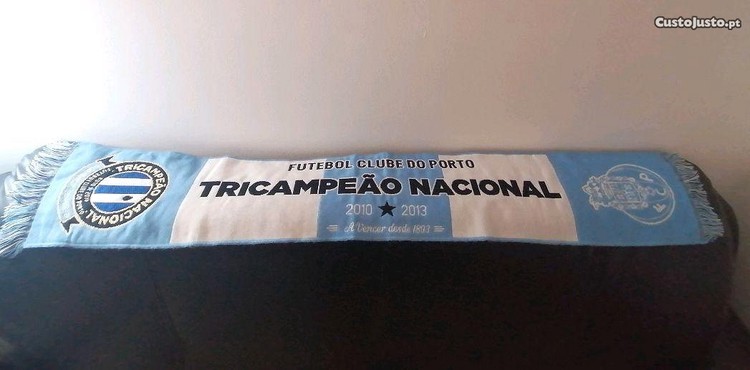 CustoJusto.pt
FUTEBOL CLUBE DO PORTO
TRICAMPEÃO NACIONAL
2010 ★ 2013
A Vencer desde 1893
TRICAMPEÃO NACIONAL
F C P